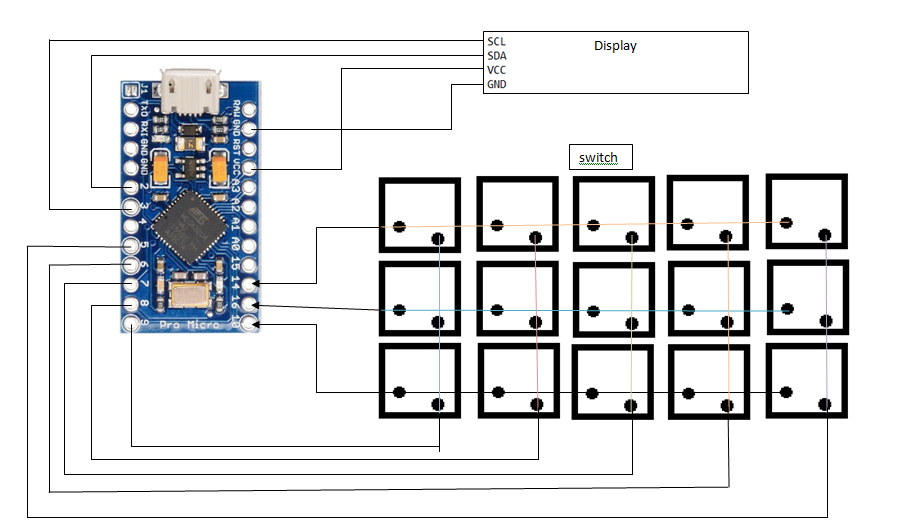 SCL
SDA
VCC
GND
Display
switch
J1
TXO
RX1
GND
GND
2
3
4
5
6
7
8
9
RAW
GND
RST
VCC
A3
A2
A1
A0
15
14
16
10
Pro Micro